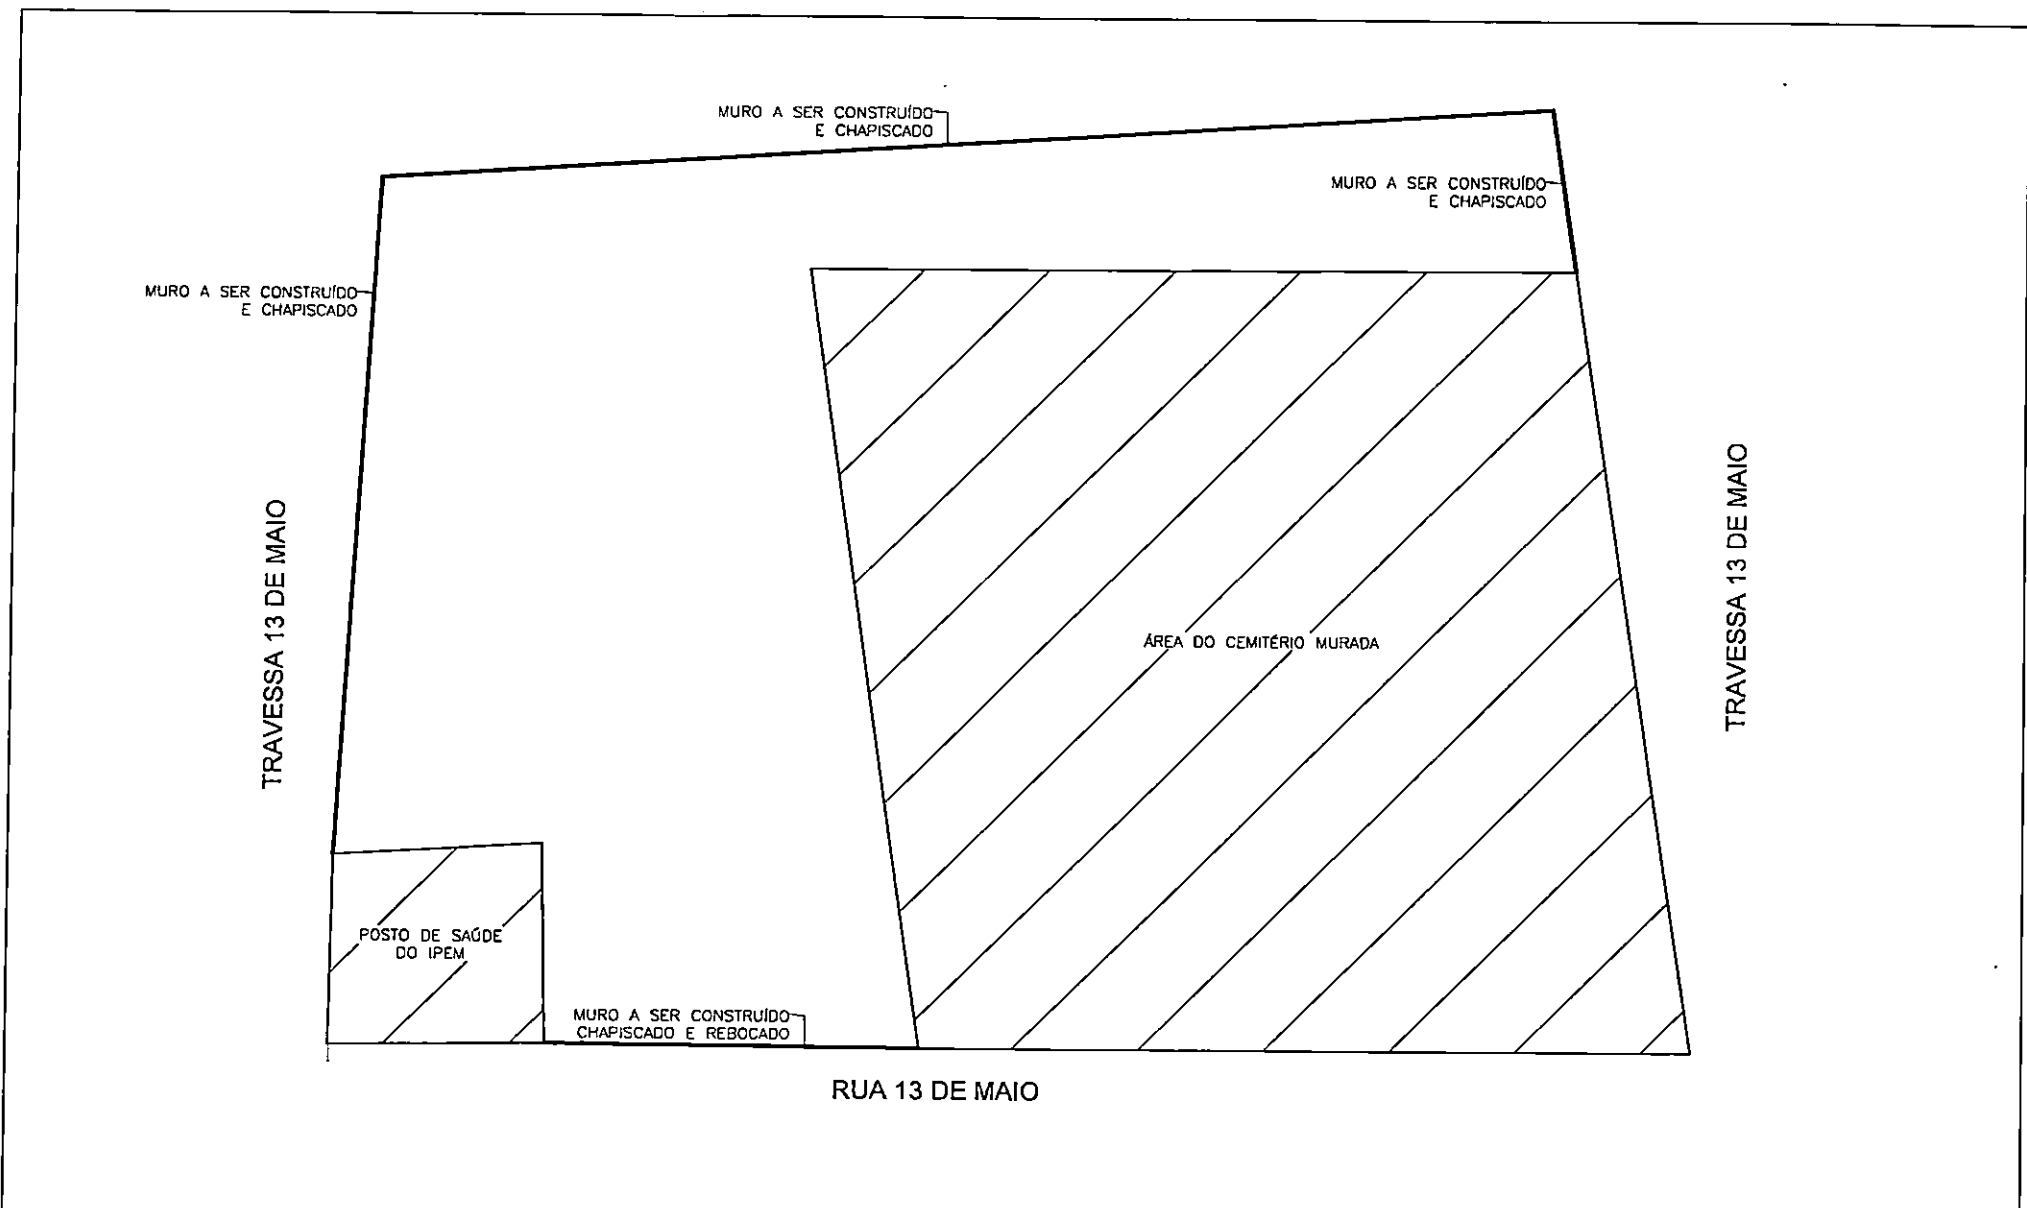 MURO A SER CONSTRUÍDO
E CHAPISCADO
MURO A SER CONSTRUÍDO
E CHAPISCADO
MURO A SER CONSTRUÍDO
E CHAPISCADO
TRAVESSA 13 DE MAIO
TRAVESSA 13 DE MAIO
ÁREA DO CEMITÉRIO MURADA
POSTO DE SAÚDE
DO IPEM
MURO A SER CONSTRUÍDO
CHAPISCADO E REBOCADO
RUA 13 DE MAIO